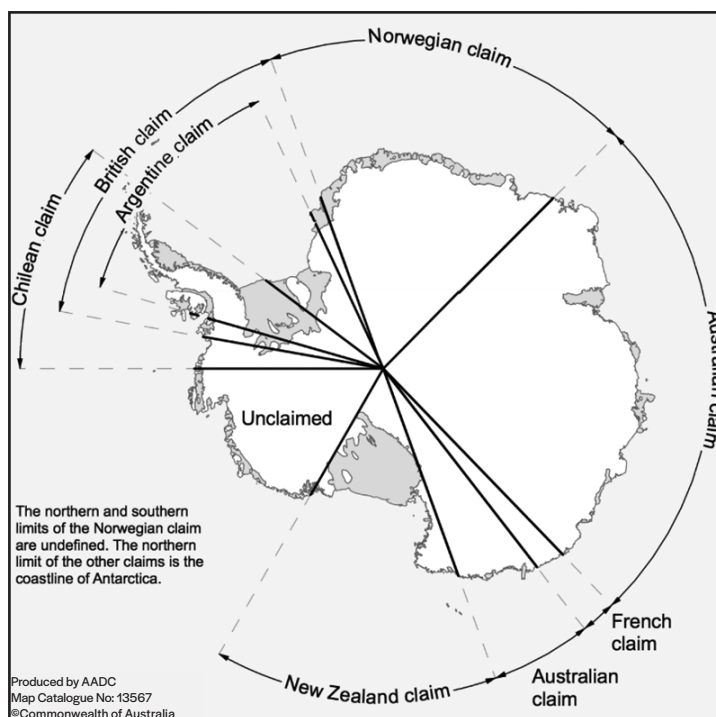 Norwegian claim
British claim
Argentine claim
Chilean claim
Australian claim
Unclaimed
The northern and southern
limits of the Norwegian claim
are undefined. The northern
limit of the other claims is the
coastline of Antarctica.
French
claim
Australian
claim
New Zealand claim
Produced by AADC
Map Catalogue No: 13567
©Commonwealth of Australia